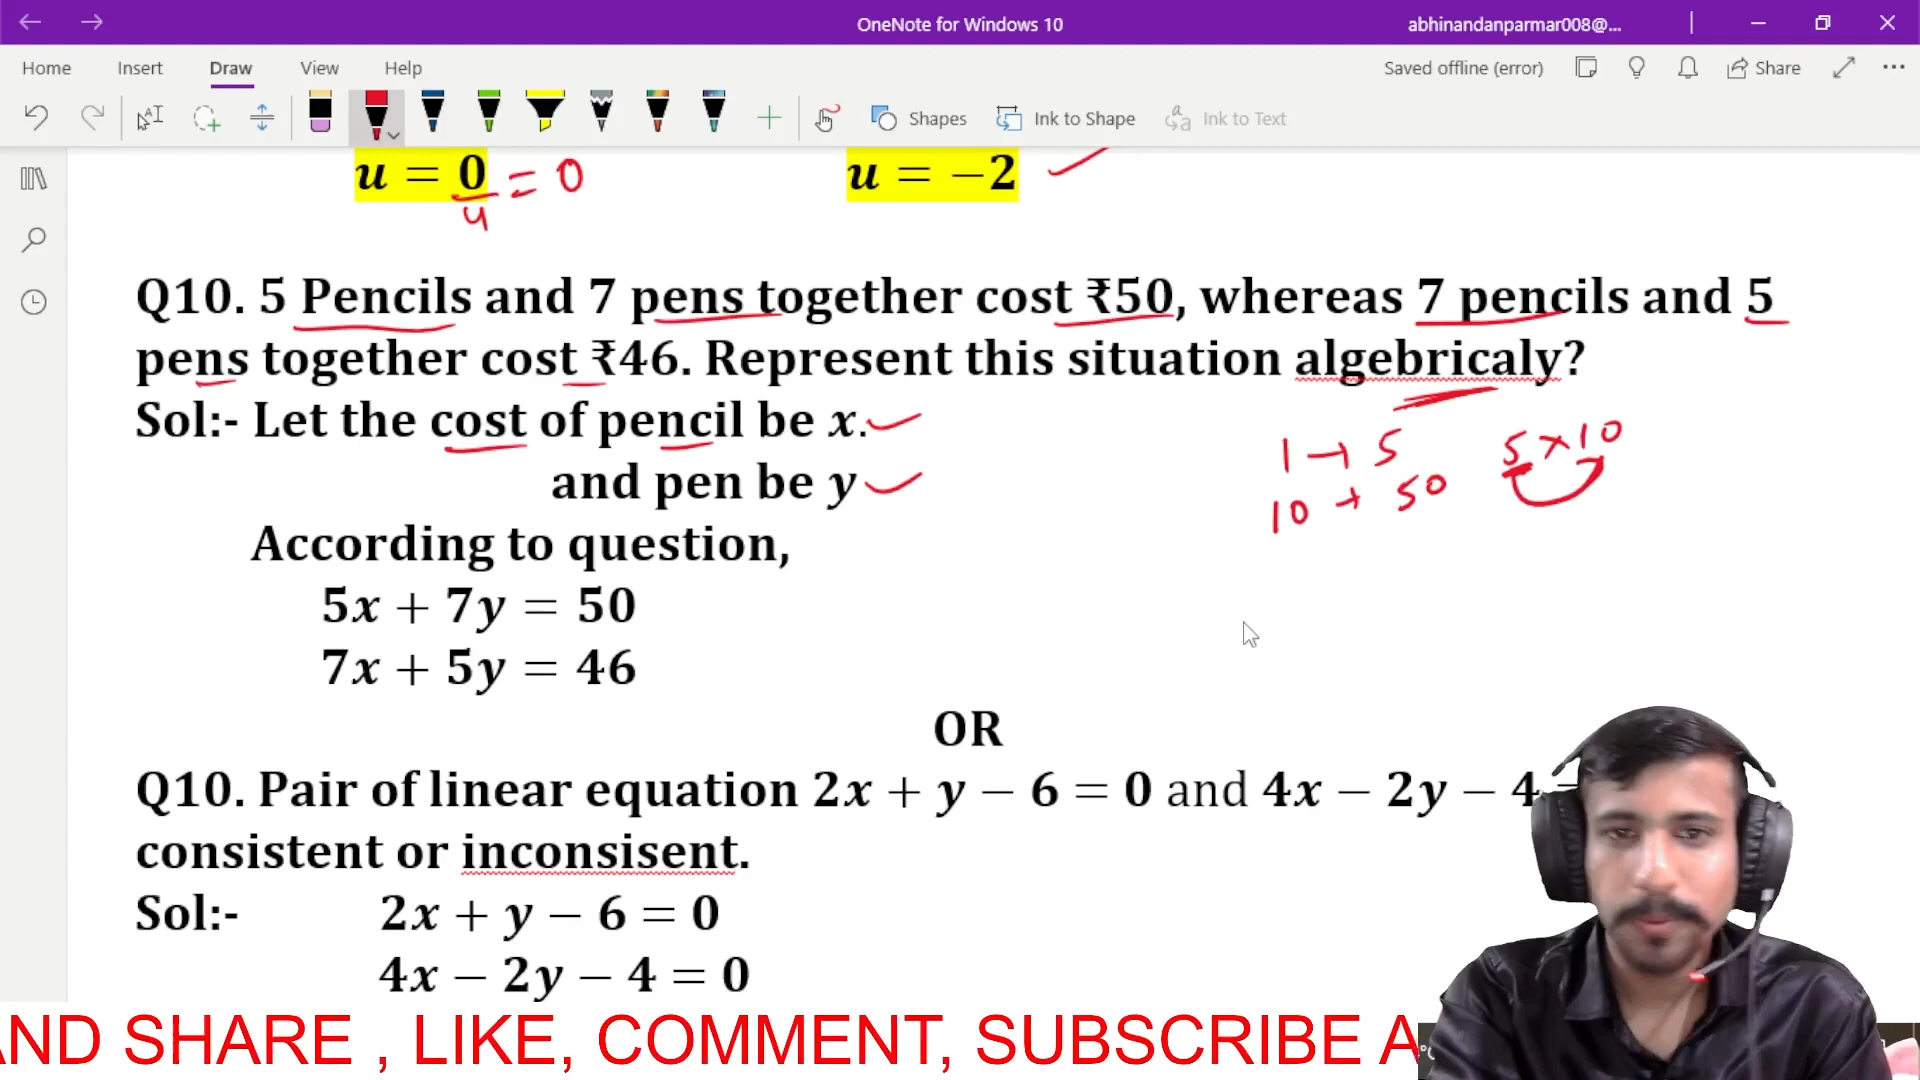 OneNote for Windows 10
abhinandanparmar008@...
Home Insert Draw View Help
Saved offline (error)
Share
Shapes
Ink to Shape
Ink to Text
u = 0
4
= 0
u = −2
Q10. 5 Pencils and 7 pens together cost ₹50, whereas 7 pencils and 5
pens together cost ₹46. Represent this situation algebricaly?
Sol:- Let the cost of pencil be x.
and pen be y
1 → 5
10 → 50
5 × 10
According to question,
5x + 7y = 50
7x + 5y = 46
OR
Q10. Pair of linear equation 2x + y − 6 = 0 and 4x − 2y − 4 =
consistent or inconsisent.
Sol:- 2x + y − 6 = 0
4x − 2y − 4 = 0
AND SHARE , LIKE, COMMENT, SUBSCRIBE A